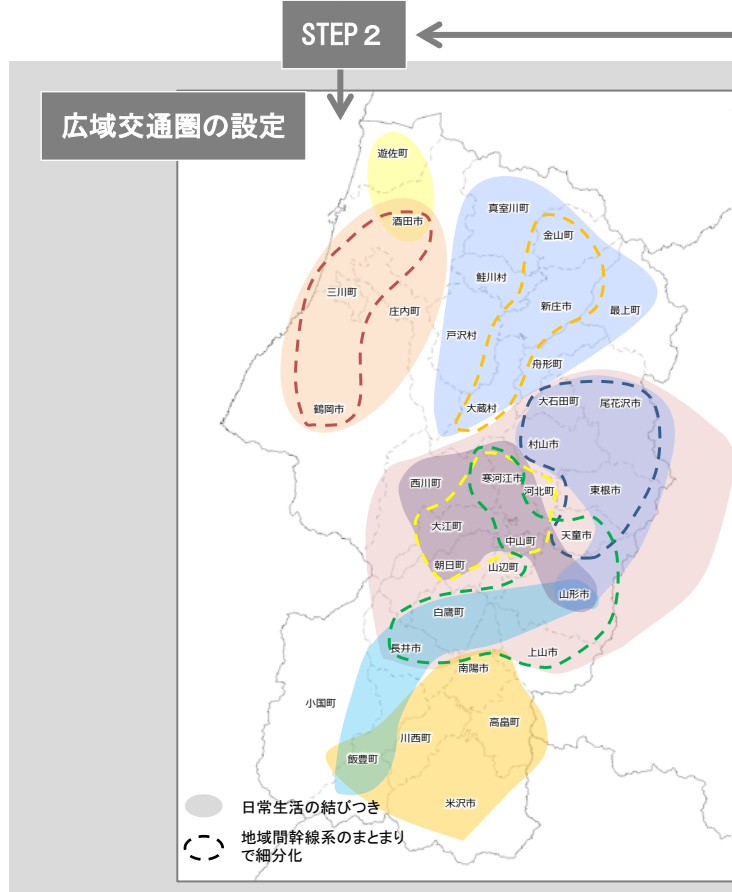 STEP 2
広域交通圏の設定
遊佐町
酒田市
真室川町
金山町
三川町
鮭川村
庄内町
新庄市
最上町
戸沢村
舟形町
鶴岡市
大蔵村
大石田町
尾花沢市
村山市
西川町
寒河江市
河北町
東根市
大江町
天童市
中山町
朝日町
山辺町
山形市
白鷹町
長井市
上山市
南陽市
小国町
高畠町
川西町
飯豊町
米沢市
日常生活の結びつき
地域間幹線系のまとまり
で細分化